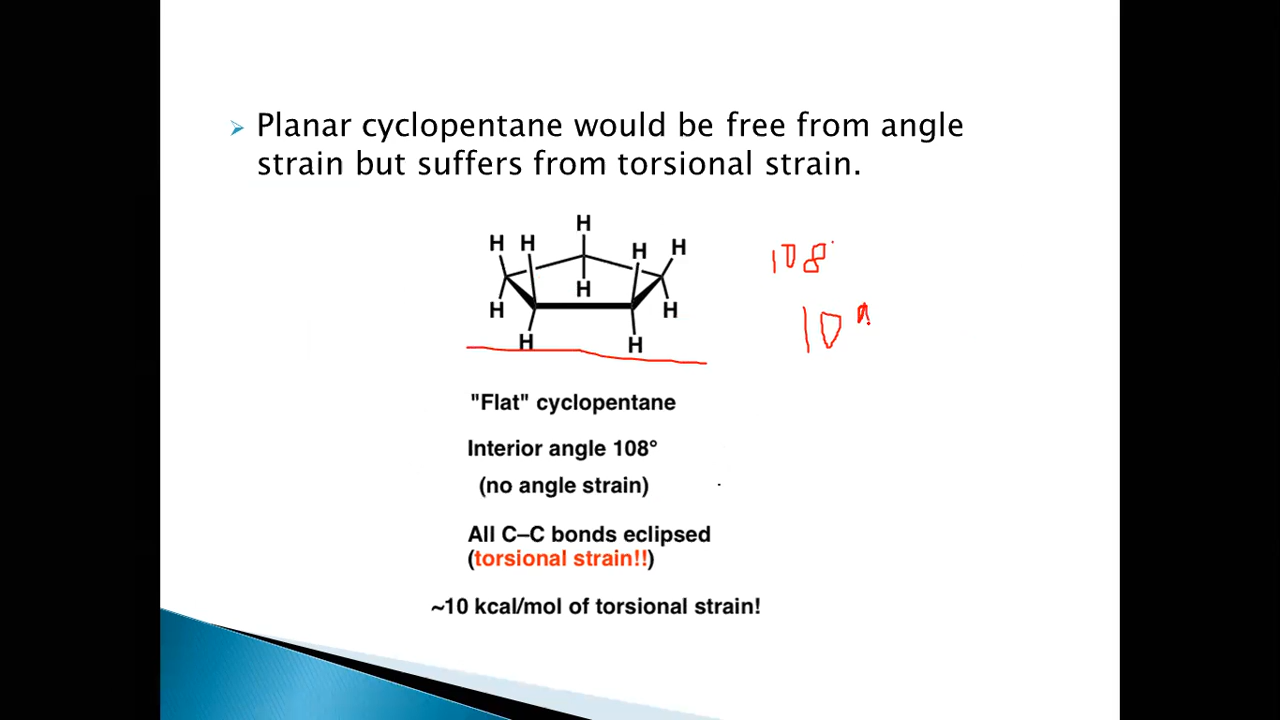 Planar cyclopentane would be free from angle
strain but suffers from torsional strain.
H
H H
H H
H
H H
H H
"Flat" cyclopentane
Interior angle 108°
(no angle strain)
All C–C bonds eclipsed
(torsional strain!!)
~10 kcal/mol of torsional strain!
108